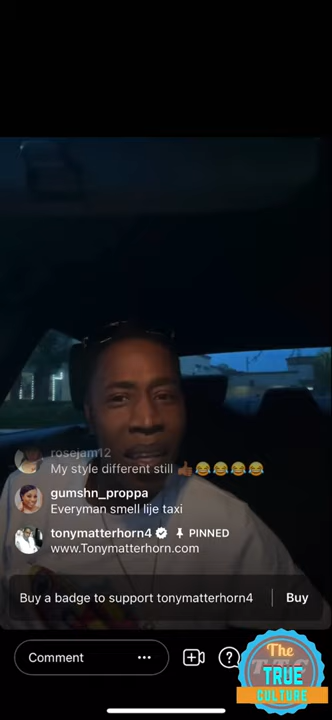 rosejam12
My style different still 👍🏾😂😂😂😂
gumshn_proppa
Everyman smell lije taxi
tonymatterhorn4 PINNED
www.Tonymatterhorn.com
Buy a badge to support tonymatterhorn4 Buy
Comment
The
TRUE
CULTURE